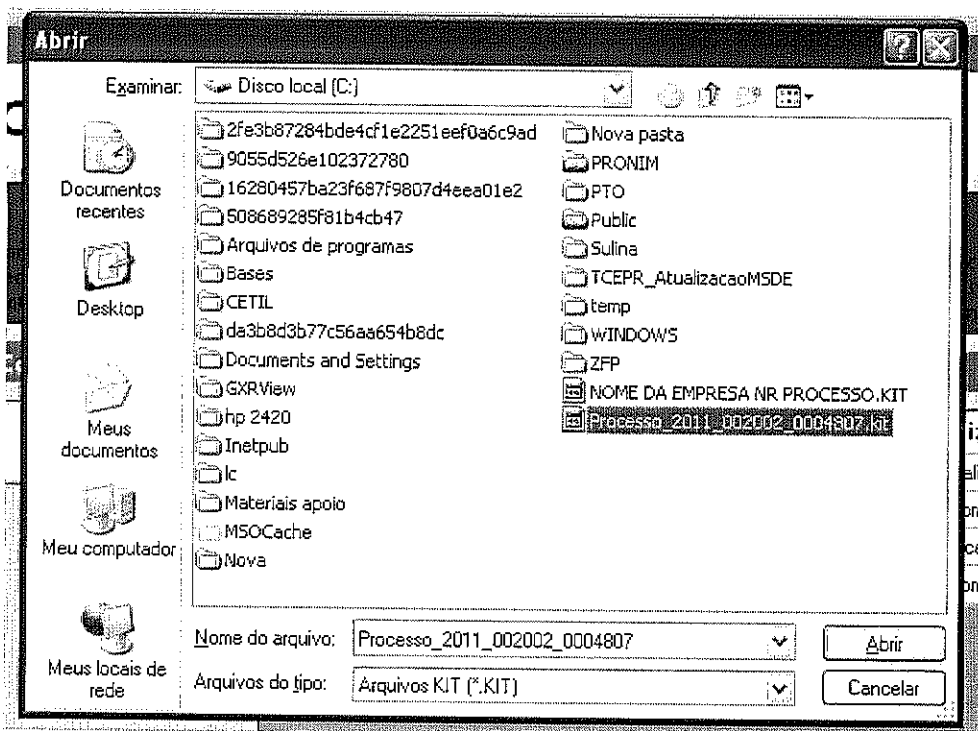 Abrir
Examinar: Disco local (C:)
Documentos
recentes
Desktop
Meus
documentos
Meu computador
Meus locais de
rede
2fe3b87284bde4cf1e2251eef0a6c9ad
9055d526e102372780
16280457ba23f687f9807d4eea01e2
508689285f81b4cb47
Arquivos de programas
Bases
CETIL
da3b8d3b77c56aa654b8dc
Documents and Settings
GXRView
hp 2420
Inetpub
lc
Materiais apoio
MSOCache
Nova
Nova pasta
PRONIM
PTO
Public
Sulina
TCEPR_AtualizacaoMSDE
temp
WINDOWS
ZFP
NOME DA EMPRESA NR PROCESSO.KIT
Processo_2011_002002_0004807.kit
Nome do arquivo: Processo_2011_002002_0004807
Abrir
Arquivos do tipo: Arquivos KIT (*.KIT)
Cancelar